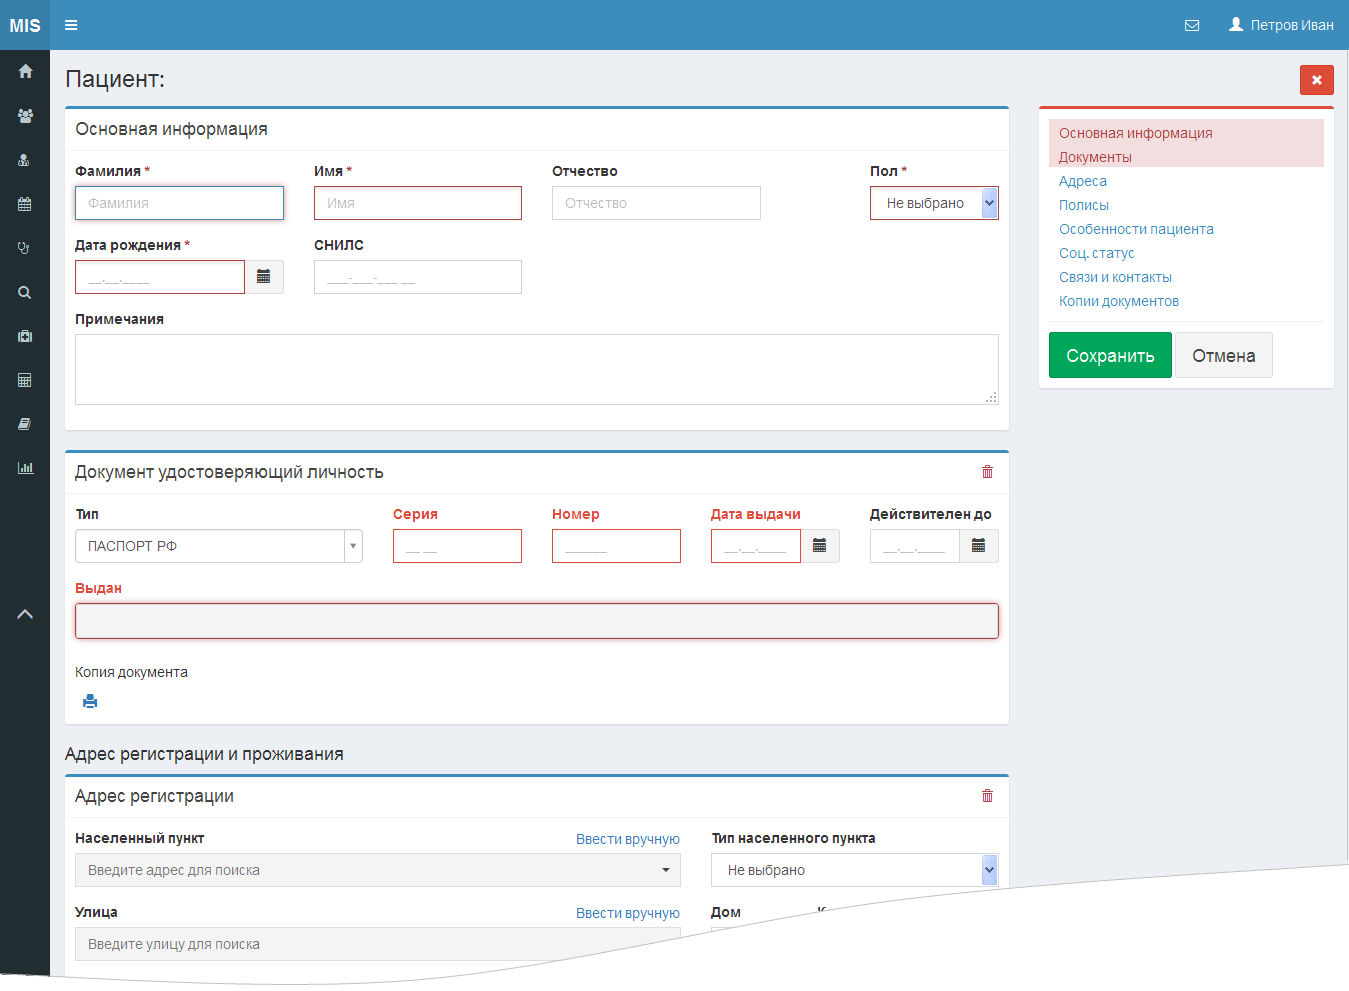 MIS
Петров Иван
Пациент:
Основная информация
Фамилия *
Имя *
Отчество
Пол *
Фамилия
Имя
Отчество
Не выбрано
Дата рождения *
СНИЛС
__.__.____
___-___-___ __
Примечания
Основная информация
Документы
Адреса
Полисы
Особенности пациента
Соц. статус
Связи и контакты
Копии документов
Сохранить
Отмена
Документ удостоверяющий личность
Тип
Серия
Номер
Дата выдачи
Действителен до
ПАСПОРТ РФ
__ __
______
__.__.____
__.__.____
Выдан
Копия документа
Адрес регистрации и проживания
Адрес регистрации
Населенный пункт
Ввести вручную
Тип населенного пункта
Введите адрес для поиска
Не выбрано
Улица
Ввести вручную
Дом
Введите улицу для поиска